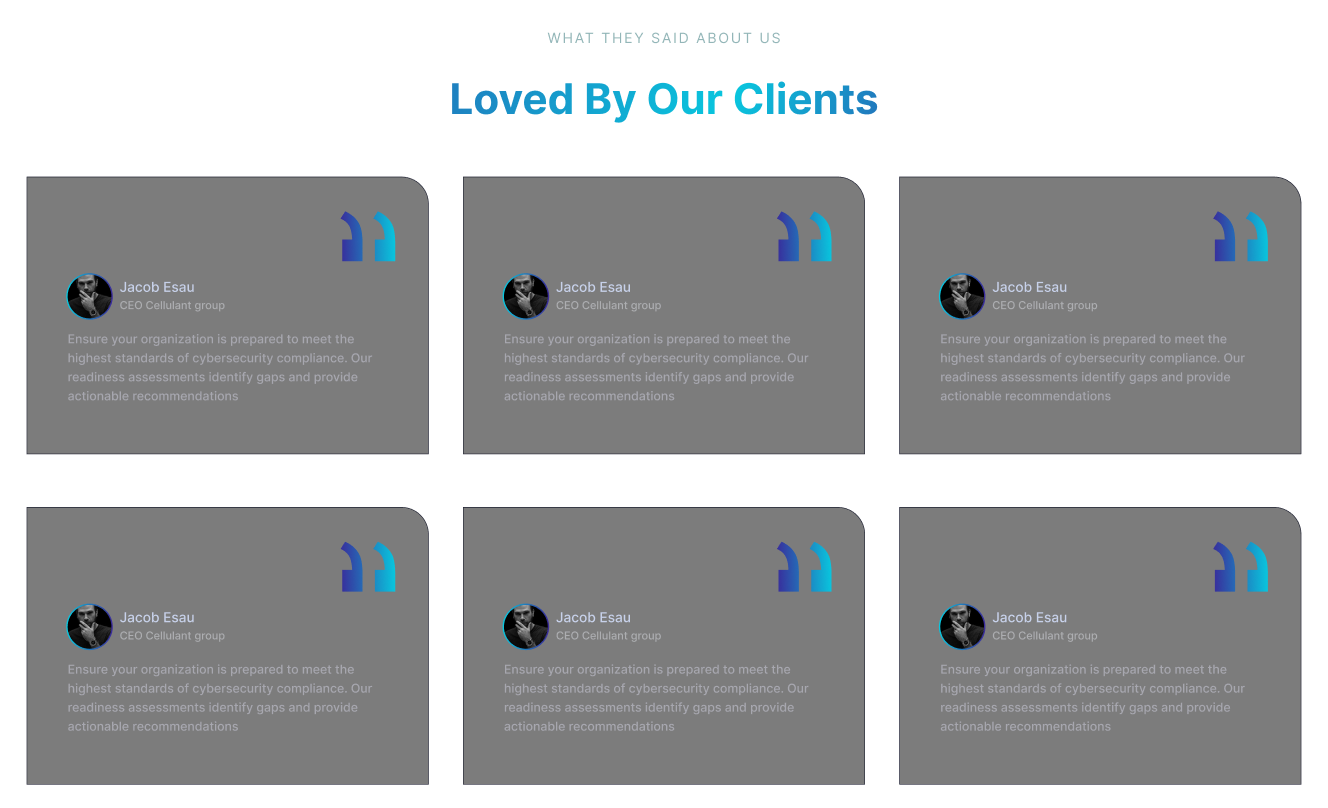 WHAT THEY SAID ABOUT US
Loved By Our Clients
Jacob Esau
CEO Cellulant group
Ensure your organization is prepared to meet the
highest standards of cybersecurity compliance. Our
readiness assessments identify gaps and provide
actionable recommendations
Jacob Esau
CEO Cellulant group
Ensure your organization is prepared to meet the
highest standards of cybersecurity compliance. Our
readiness assessments identify gaps and provide
actionable recommendations
Jacob Esau
CEO Cellulant group
Ensure your organization is prepared to meet the
highest standards of cybersecurity compliance. Our
readiness assessments identify gaps and provide
actionable recommendations
Jacob Esau
CEO Cellulant group
Ensure your organization is prepared to meet the
highest standards of cybersecurity compliance. Our
readiness assessments identify gaps and provide
actionable recommendations
Jacob Esau
CEO Cellulant group
Ensure your organization is prepared to meet the
highest standards of cybersecurity compliance. Our
readiness assessments identify gaps and provide
actionable recommendations
Jacob Esau
CEO Cellulant group
Ensure your organization is prepared to meet the
highest standards of cybersecurity compliance. Our
readiness assessments identify gaps and provide
actionable recommendations